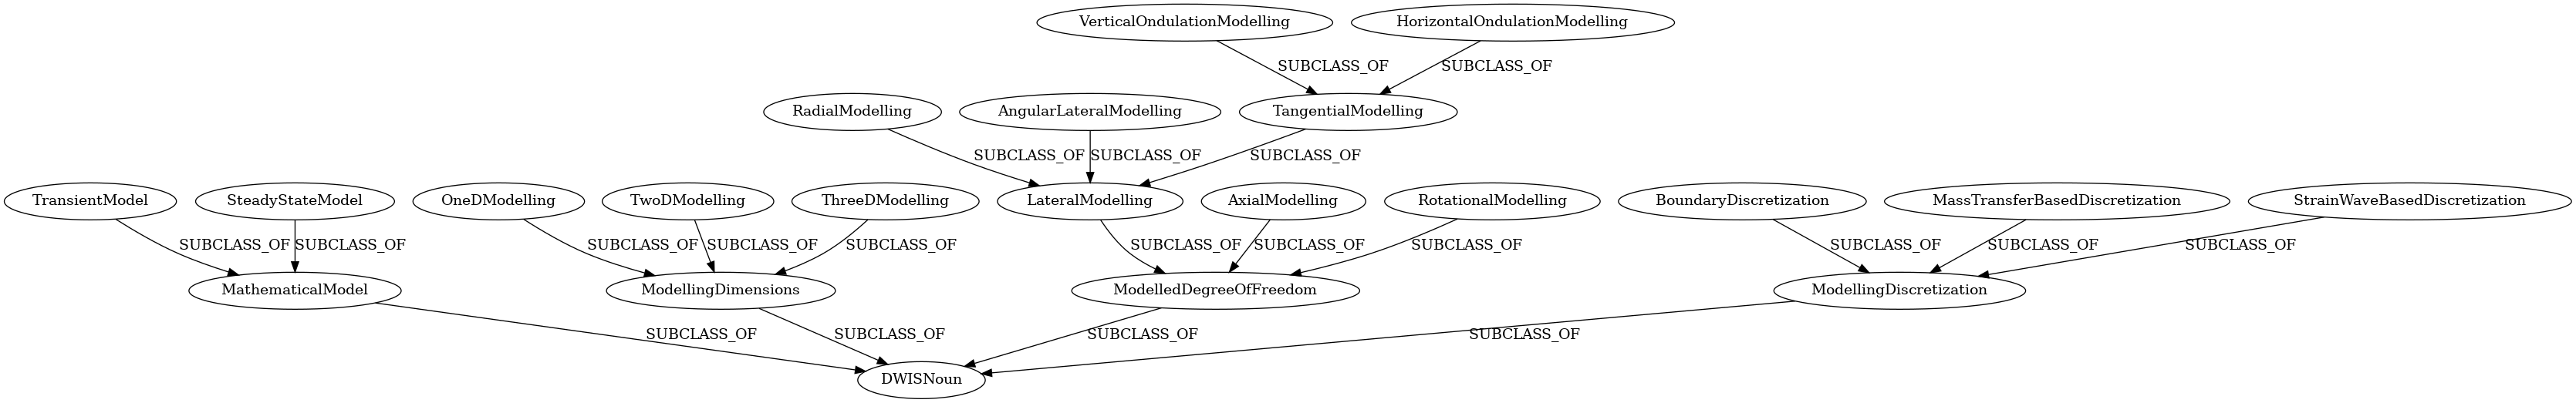 VerticalOndulationModelling
HorizontalOndulationModelling
SUBCLASS_OF
SUBCLASS_OF
RadialModelling
AngularLateralModelling
TangentialModelling
SUBCLASS_OF
SUBCLASS_OF
SUBCLASS_OF
TransientModel
SteadyStateModel
OneDModelling
TwoDModelling
ThreeDModelling
LateralModelling
AxialModelling
RotationalModelling
BoundaryDiscretization
MassTransferBasedDiscretization
StrainWaveBasedDiscretization
SUBCLASS_OF
SUBCLASS_OF
SUBCLASS_OF
SUBCLASS_OF
SUBCLASS_OF
SUBCLASS_OF
SUBCLASS_OF
SUBCLASS_OF
SUBCLASS_OF
SUBCLASS_OF
SUBCLASS_OF
MathematicalModel
ModellingDimensions
ModelledDegreeOfFreedom
ModellingDiscretization
SUBCLASS_OF
SUBCLASS_OF
SUBCLASS_OF
SUBCLASS_OF
DWISNoun